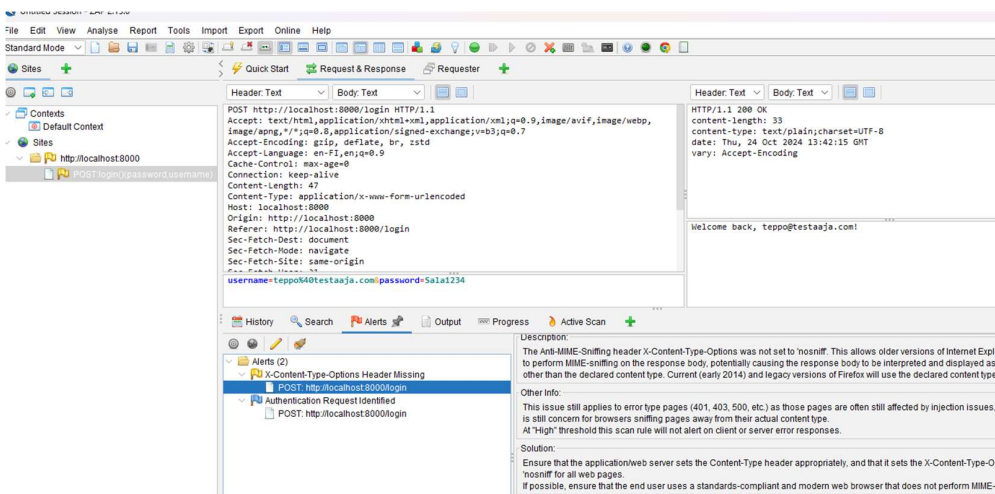 Untitled Session - ZAP 2.15.0
File Edit View Analyse Report Tools Import Export Online Help
Standard Mode
Sites
Quick Start Request & Response Requester
Header: Text Body: Text
Header: Text Body: Text
Contexts
Default Context
Sites
http://localhost:8000
POST:login()(password,username)
POST http://localhost:8000/login HTTP/1.1
Accept: text/html,application/xhtml+xml,application/xml;q=0.9,image/avif,image/webp,
image/apng,*/*;q=0.8,application/signed-exchange;v=b3;q=0.7
Accept-Encoding: gzip, deflate, br, zstd
Accept-Language: en-FI,en;q=0.9
Cache-Control: max-age=0
Connection: keep-alive
Content-Length: 47
Content-Type: application/x-www-form-urlencoded
Host: localhost:8000
Origin: http://localhost:8000
Referer: http://localhost:8000/login
Sec-Fetch-Dest: document
Sec-Fetch-Mode: navigate
Sec-Fetch-Site: same-origin
username=teppo%40testaaja.com&password=Sala1234
HTTP/1.1 200 OK
content-length: 33
content-type: text/plain;charset=UTF-8
date: Thu, 24 Oct 2024 13:42:15 GMT
vary: Accept-Encoding
Welcome back, teppo@testaaja.com!
History Search Alerts Output Progress Active Scan
Alerts (2)
X-Content-Type-Options Header Missing
POST: http://localhost:8000/login
Authentication Request Identified
POST: http://localhost:8000/login
Description:
The Anti-MIME-Sniffing header X-Content-Type-Options was not set to 'nosniff'. This allows older versions of Internet Expl
to perform MIME-sniffing on the response body, potentially causing the response body to be interpreted and displayed as
other than the declared content type. Current (early 2014) and legacy versions of Firefox will use the declared content type
Other Info:
This issue still applies to error type pages (401, 403, 500, etc.) as those pages are often still affected by injection issues,
is still concern for browsers sniffing pages away from their actual content type.
At "High" threshold this scan rule will not alert on client or server error responses.
Solution:
Ensure that the application/web server sets the Content-Type header appropriately, and that it sets the X-Content-Type-O
'nosniff' for all web pages.
If possible, ensure that the end user uses a standards-compliant and modern web browser that does not perform MIME-